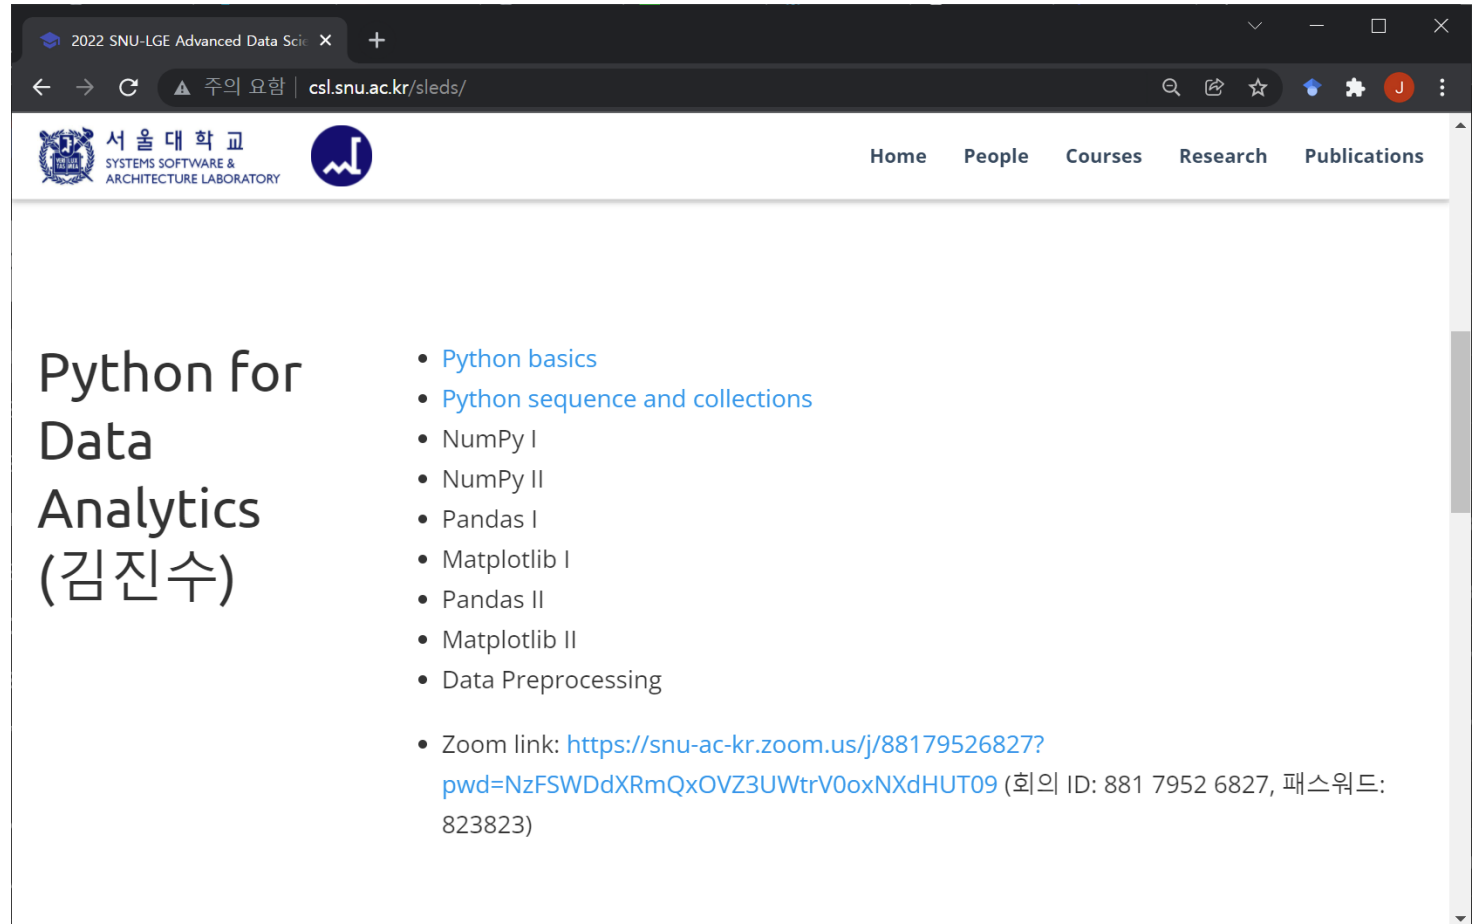 2022 SNU-LGE Advanced Data Scie
주의 요함 | csl.snu.ac.kr/sleds/
J
서울대학교
SYSTEMS SOFTWARE &
ARCHITECTURE LABORATORY
Home People Courses Research Publications
Python for
Data
Analytics
(김진수)
• Python basics
• Python sequence and collections
• NumPy I
• NumPy II
• Pandas I
• Matplotlib I
• Pandas II
• Matplotlib II
• Data Preprocessing
• Zoom link: https://snu-ac-kr.zoom.us/j/88179526827?
pwd=NzFSWDdXRmQxOVZ3UWtrV0oxNXdHUT09 (회의 ID: 881 7952 6827, 패스워드:
823823)